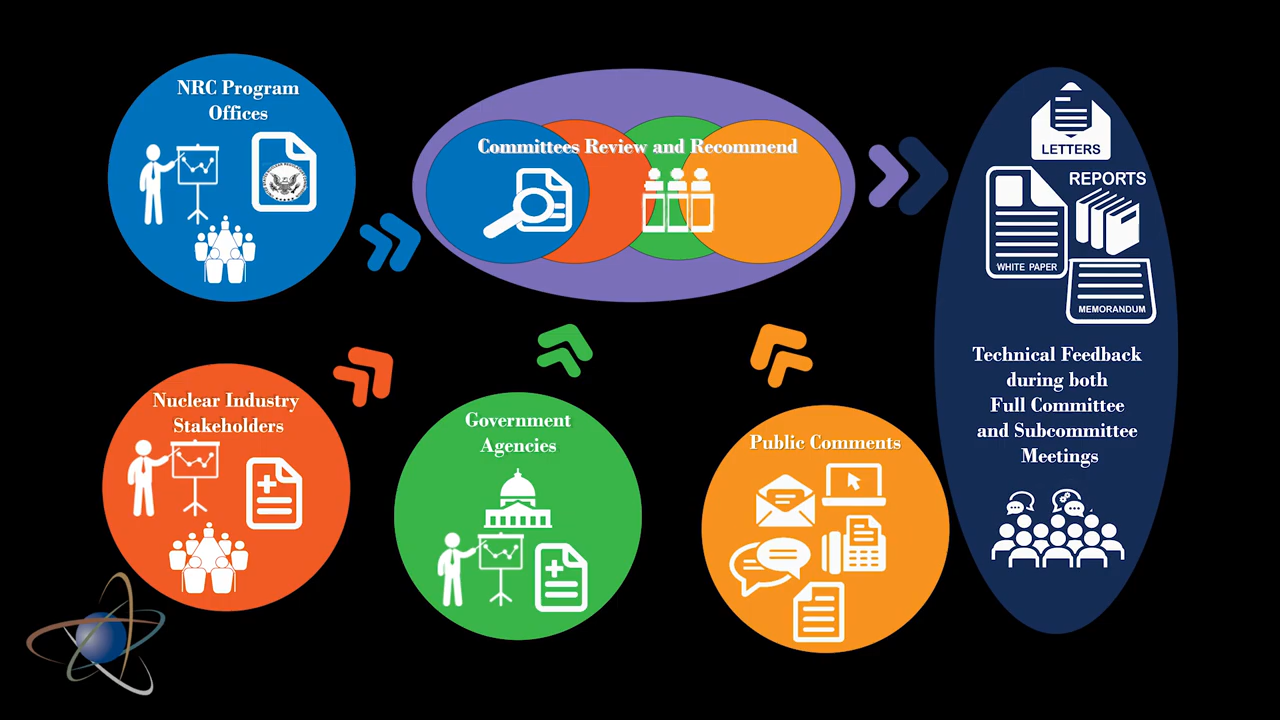 NRC Program
Offices
Committees Review and Recommend
LETTERS
REPORTS
WHITE PAPER
MEMORANDUM
Technical Feedback
during both
Full Committee
and Subcommittee
Meetings
Nuclear Industry
Stakeholders
Government
Agencies
Public Comments